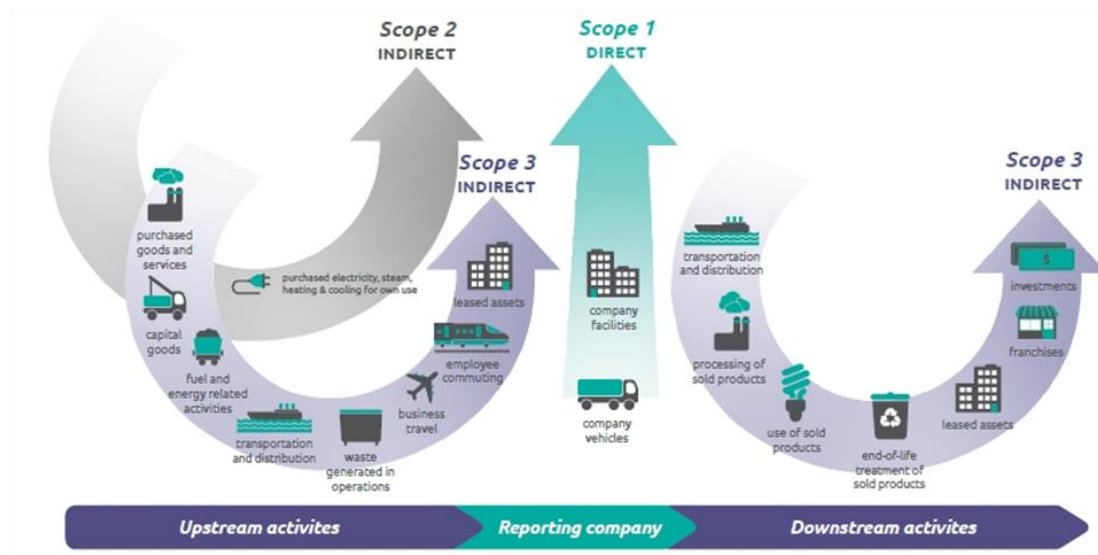 Scope 2
INDIRECT
Scope 1
DIRECT
Scope 3
INDIRECT
Scope 3
INDIRECT
purchased
goods and
services
capital
goods
fuel and
energy related
activities
transportation
and distribution
waste
generated in
operations
business
travel
employee
commuting
leased assets
purchased electricity, steam,
heating & cooling for own use
company
facilities
company
vehicles
transportation
and distribution
processing of
sold products
use of sold
products
end-of-life
treatment of
sold products
leased assets
franchises
$
investments
Upstream activites
Reporting company
Downstream activites